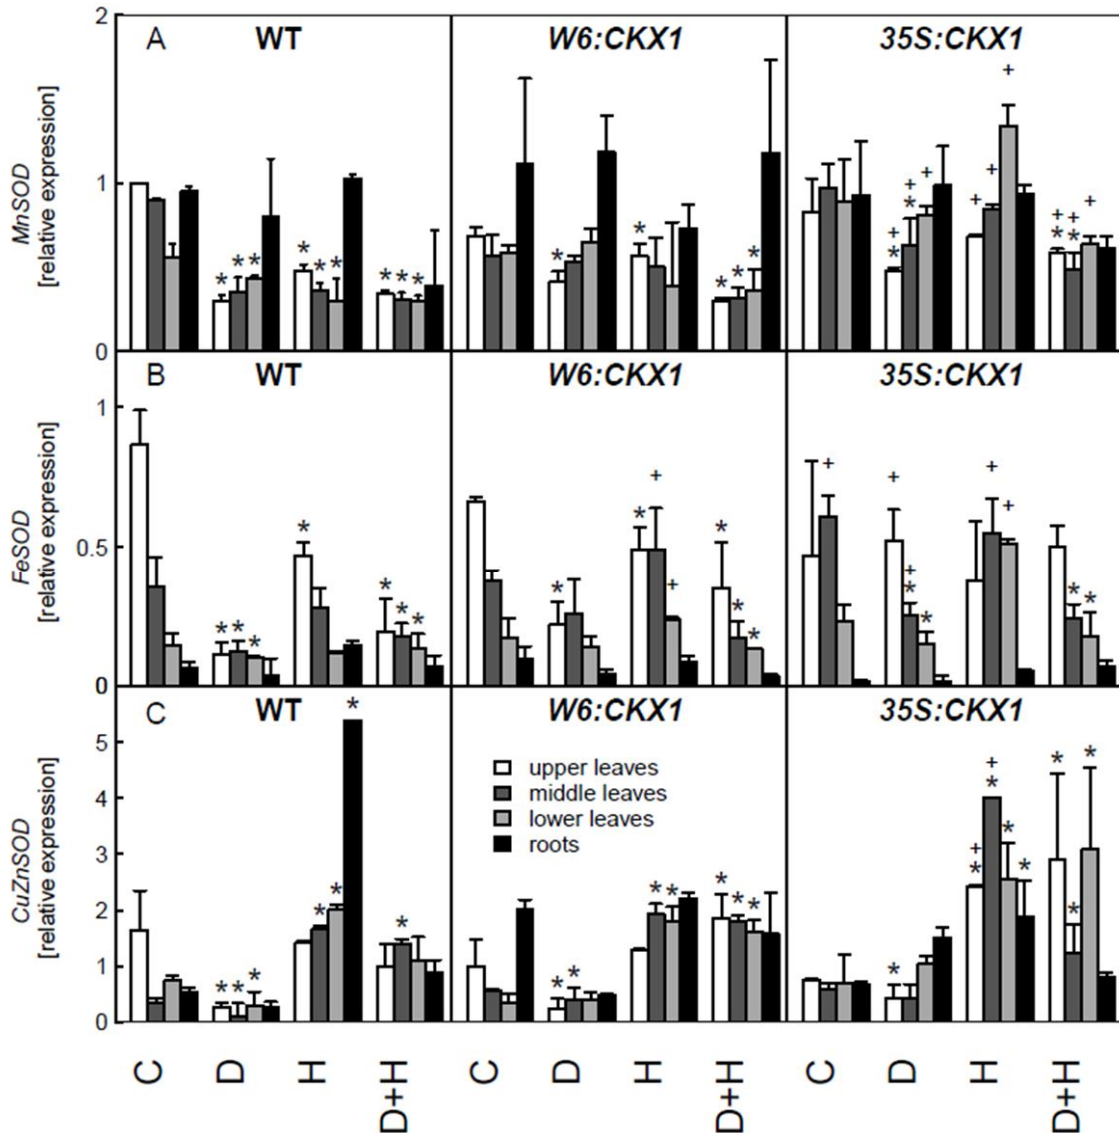 A WT W6:CKX1 35S:CKX1
MnSOD
[relative expression]
2
1
0
* * * * * * * * *
* * * * *
+ * + * + + + + + * + * +
B WT W6:CKX1 35S:CKX1
FeSOD
[relative expression]
1
0.5
0
* * * * * * *
* * + + * * *
+ + + * * + + * *
C WT W6:CKX1 35S:CKX1
CuZnSOD
[relative expression]
5
4
3
2
1
0
* * * * * * *
* * * * * * *
* + * + * * * * * *
upper leaves
middle leaves
lower leaves
roots
C D H D+H C D H D+H C D H D+H